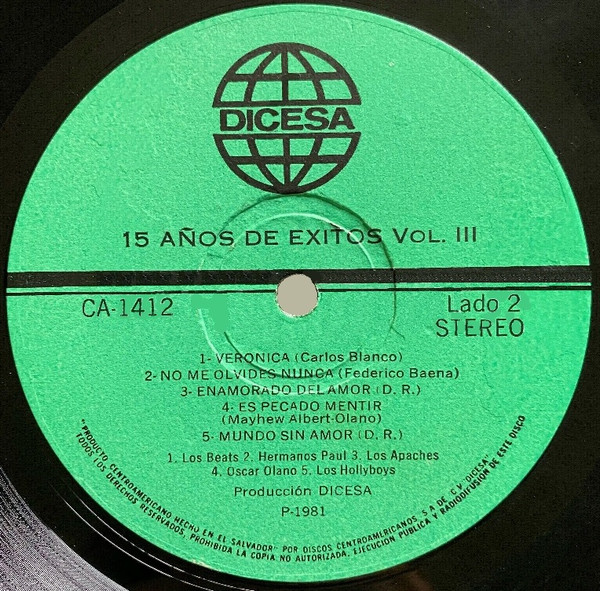 DICESA
15 AÑOS DE EXITOS VOL. III
CA-1412
Lado 2
STEREO
1- VERONICA (Carlos Blanco)
2- NO ME OLVIDES NUNCA (Federico Baena)
3- ENAMORADO DEL AMOR (D. R.)
4- ES PECADO MENTIR
(Mayhew Albert-Olano)
5- MUNDO SIN AMOR (D. R.)
1. Los Beats 2. Hermanos Paul 3. Los Apaches
4. Oscar Olano 5. Los Hollyboys
Producción DICESA
P-1981
"PRODUCTO CENTROAMERICANO HECHO EN EL SALVADOR" POR DISCOS CENTROAMERICANOS, S A DE C V "DICESA"
TODOS LOS DERECHOS RESERVADOS, PROHIBIDA LA COPIA NO AUTORIZADA, EJECUCION PUBLICA Y RADIODIFUSION DE ESTE DISCO